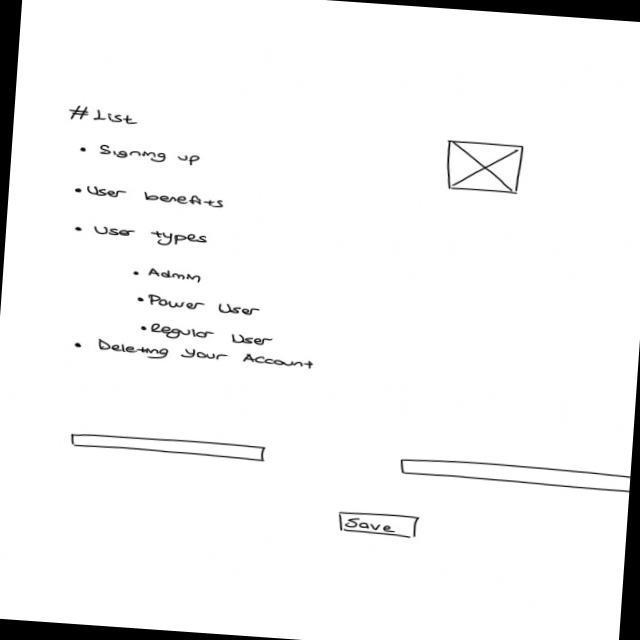 # List
• Signing up
• User benefits
• User types
• Admin
• Power User
• Regular User
• Deleting your Account
Save